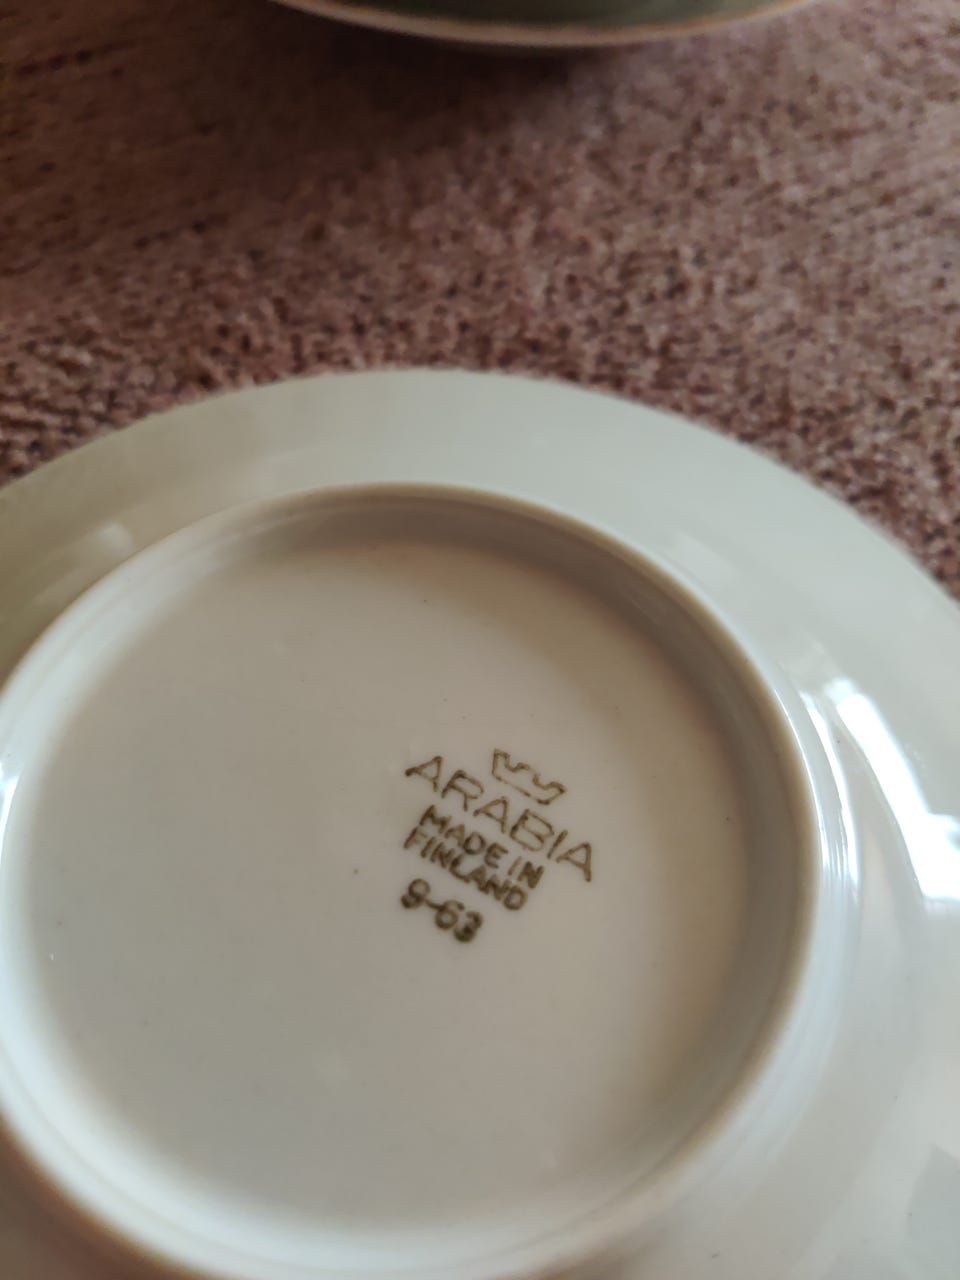 ARABIA
MADE IN
FINLAND
9-63